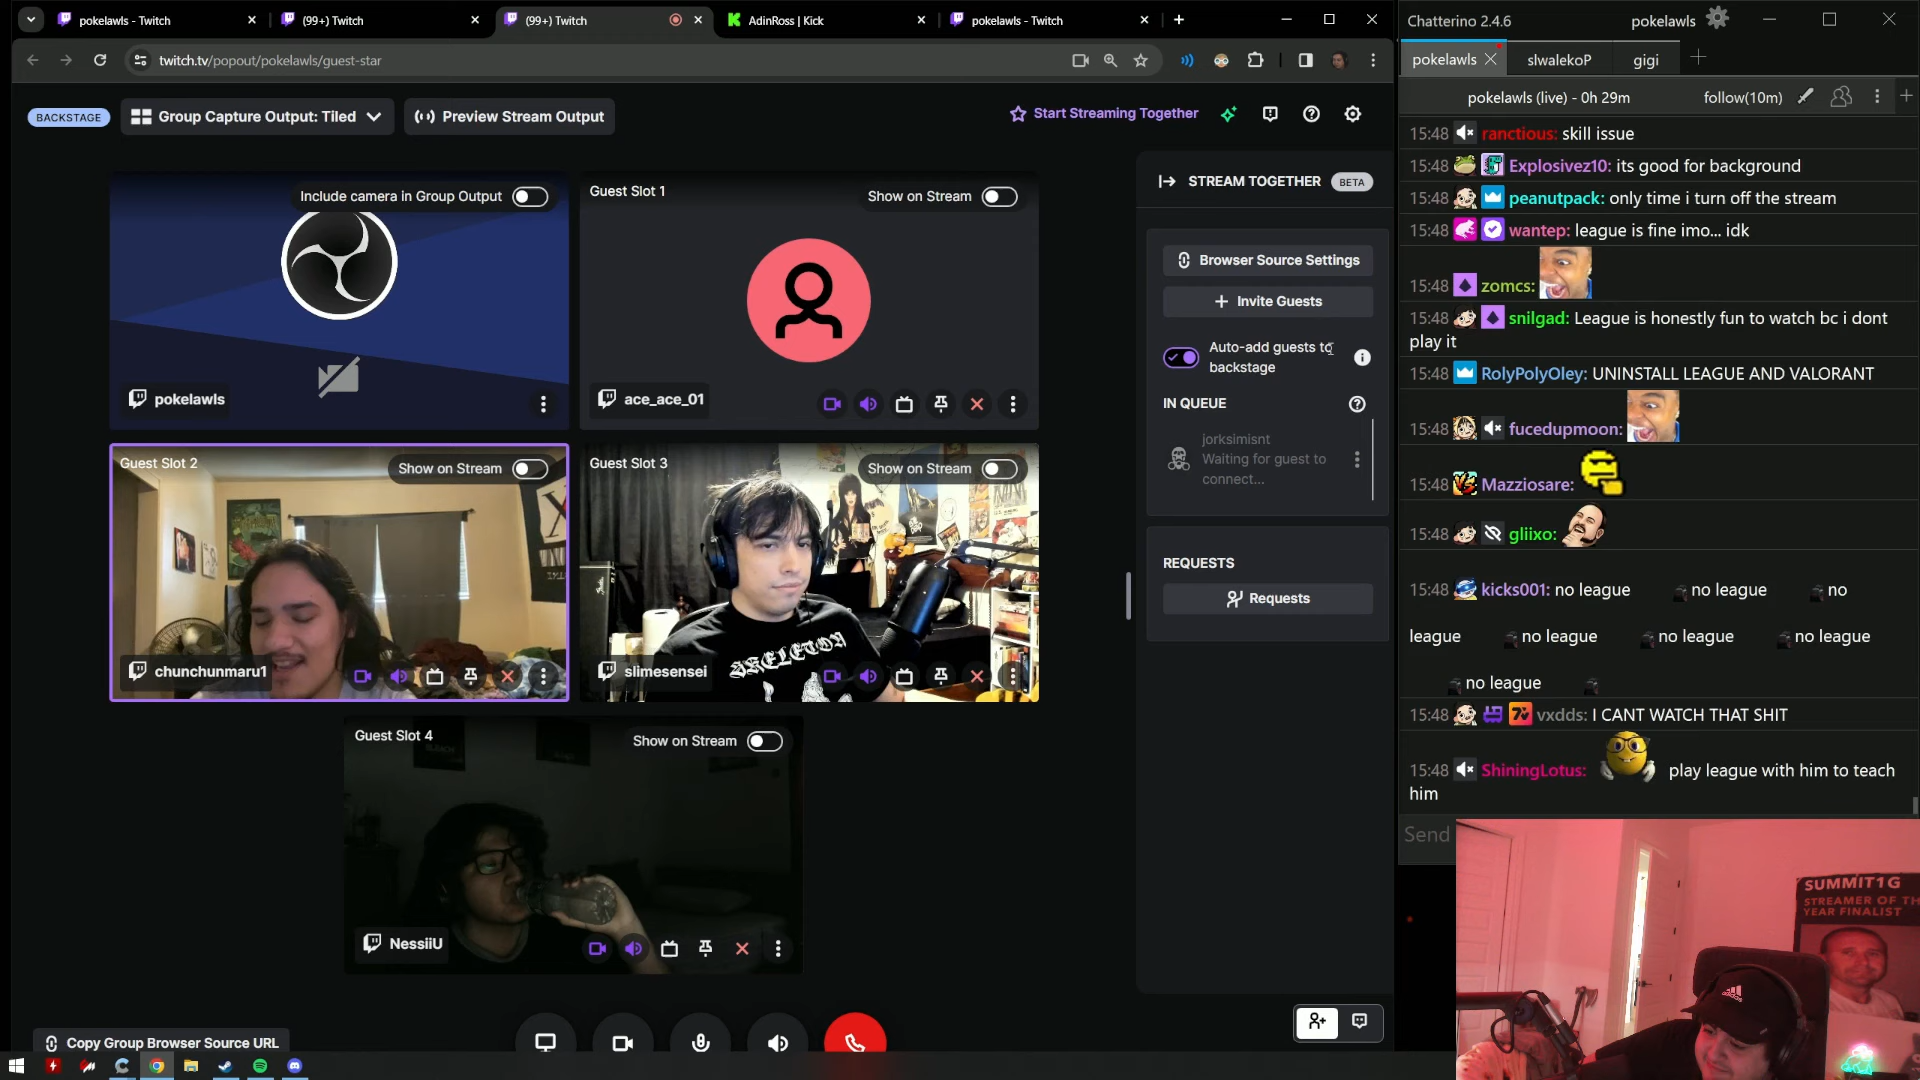 pokelawls - Twitch
(99+) Twitch
(99+) Twitch
AdinRoss | Kick
pokelawls - Twitch
twitch.tv/popout/pokelawls/guest-star
BACKSTAGE
Group Capture Output: Tiled
Preview Stream Output
Start Streaming Together
Include camera in Group Output
pokelawls
Guest Slot 1
Show on Stream
ace_ace_01
Guest Slot 2
Show on Stream
chunchunmaru1
Guest Slot 3
Show on Stream
SKELETON
slimesensei
Guest Slot 4
Show on Stream
NessiiU
Copy Group Browser Source URL
STREAM TOGETHER BETA
Browser Source Settings
Invite Guests
Auto-add guests to
backstage
IN QUEUE
jorksimisnt
Waiting for guest to
connect...
REQUESTS
Requests
Chatterino 2.4.6
pokelawls
pokelawls
slwalekoP
gigi
pokelawls (live) - 0h 29m
follow(10m)
15:48 ranctious: skill issue
15:48 Explosivez10: its good for background
15:48 peanutpack: only time i turn off the stream
15:48 wantep: league is fine imo... idk
15:48 zomcs:
15:48 snilgad: League is honestly fun to watch bc i dont
play it
15:48 RolyPolyOley: UNINSTALL LEAGUE AND VALORANT
15:48 fucedupmoon:
15:48 Mazziosare:
15:48 gliixo:
15:48 kicks001: no league no league no
league no league no league no league
no league
15:48 vxdds: I CANT WATCH THAT SHIT
15:48 ShiningLotus: play league with him to teach
him
Send
SUMMIT1G
STREAMER OF TH
YEAR FINALIST